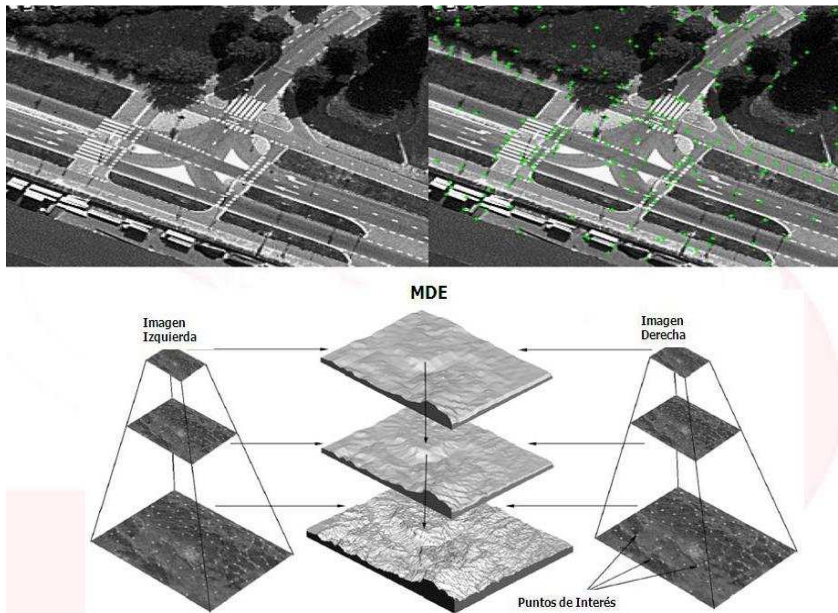 MDE
Imagen
Izquierda
Imagen
Derecha
Puntos de Interés